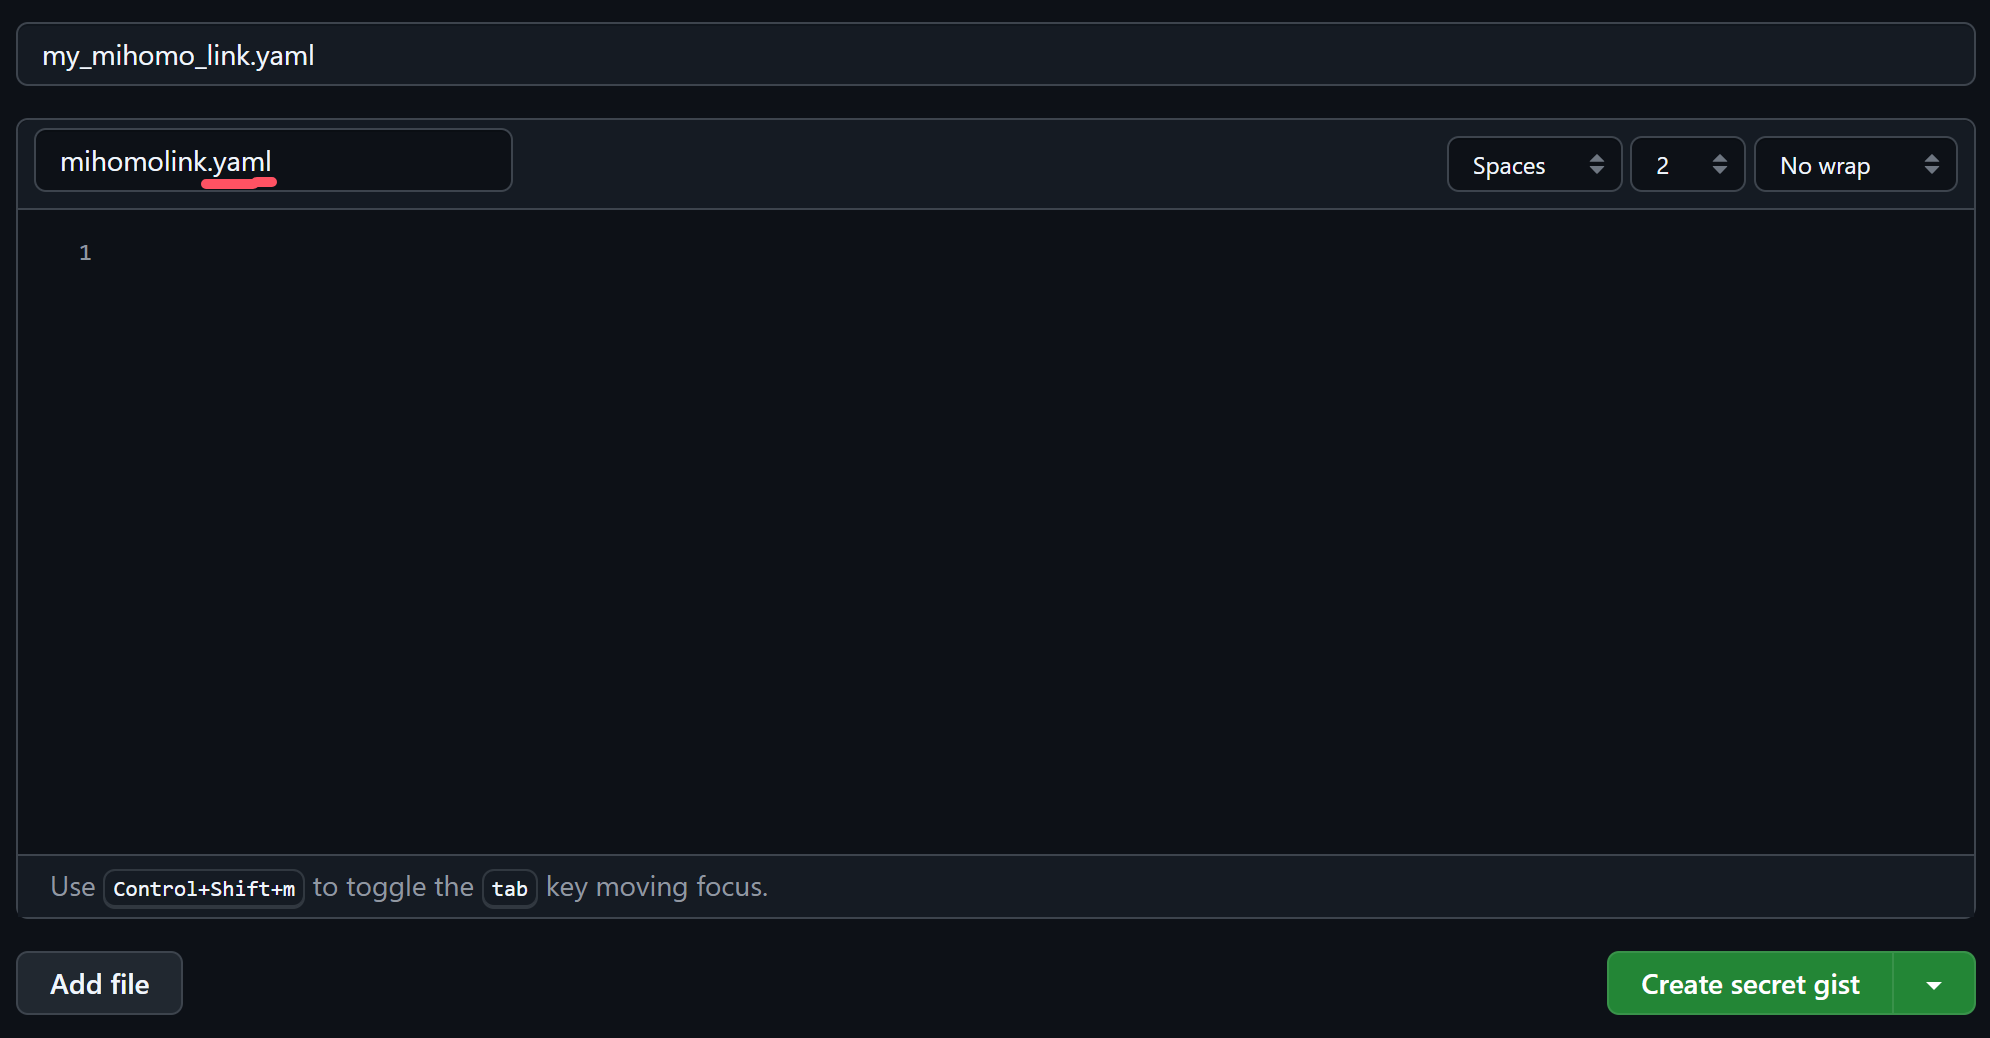 my_mihomo_link.yaml
mihomolink.yaml Spaces 2 No wrap
1
Use Control+Shift+m to toggle the tab key moving focus.
Add file Create secret gist